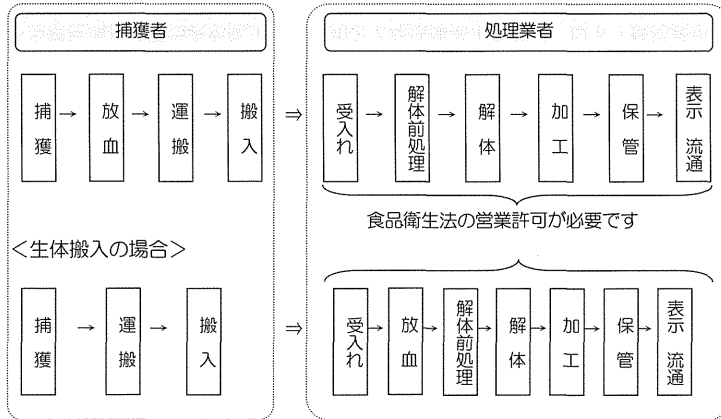 捕獲者
処理業者
捕獲 → 放血 → 運搬 → 搬入 ⇒ 受入れ → 解体前処理 → 解体 → 加工 → 保管 → 表示 流通
食品衛生法の営業許可が必要です
＜生体搬入の場合＞
捕獲 → 運搬 → 搬入 ⇒ 受入れ → 放血 → 解体前処理 → 解体 → 加工 → 保管 → 表示 流通